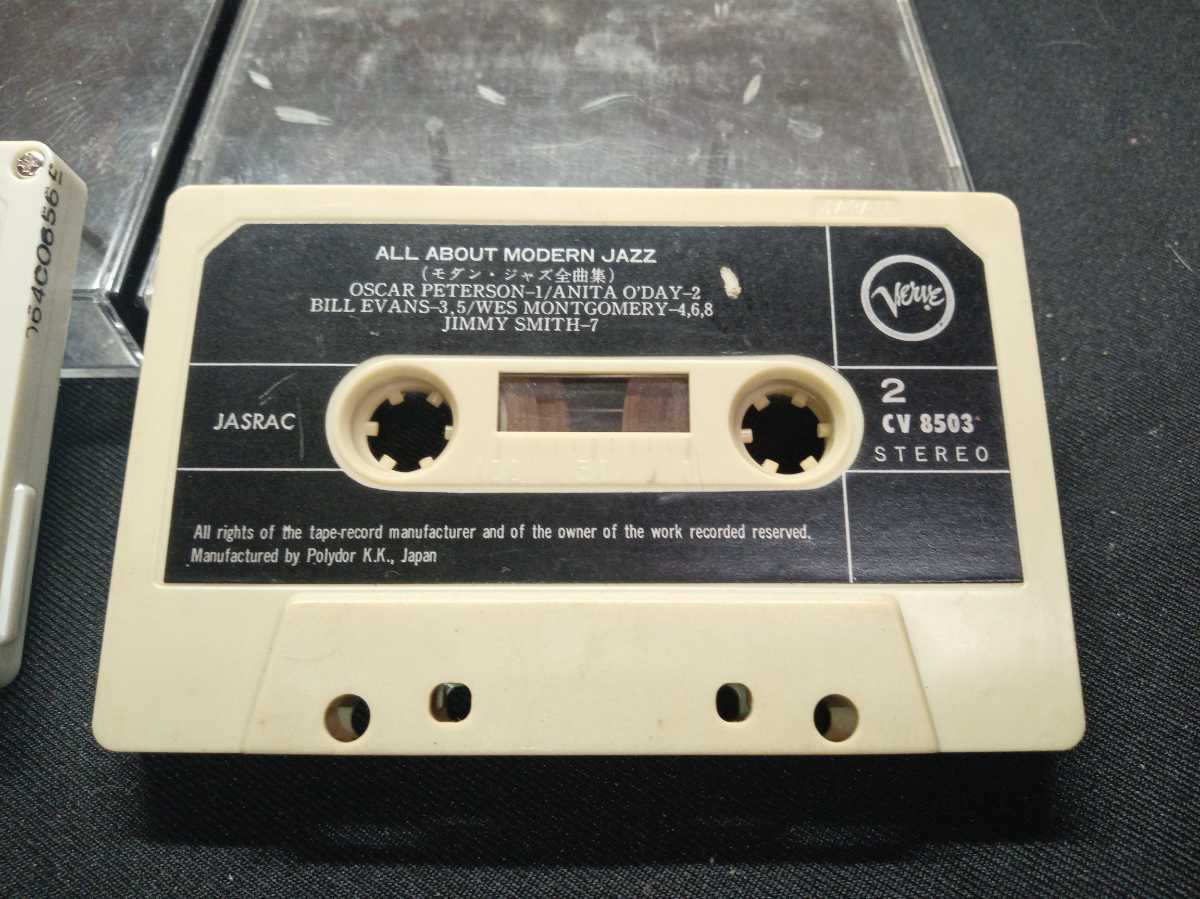 ALL ABOUT MODERN JAZZ
(モダン・ジャズ全曲集)
OSCAR PETERSON-1/ANITA O'DAY-2
BILL EVANS-3,5/WES MONTGOMERY-4,6,8
JIMMY SMITH-7
Verve
JASRAC
2
CV 8503
STEREO
All rights of the tape-record manufacturer and of the owner of the work recorded reserved.
Manufactured by Polydor K.K., Japan